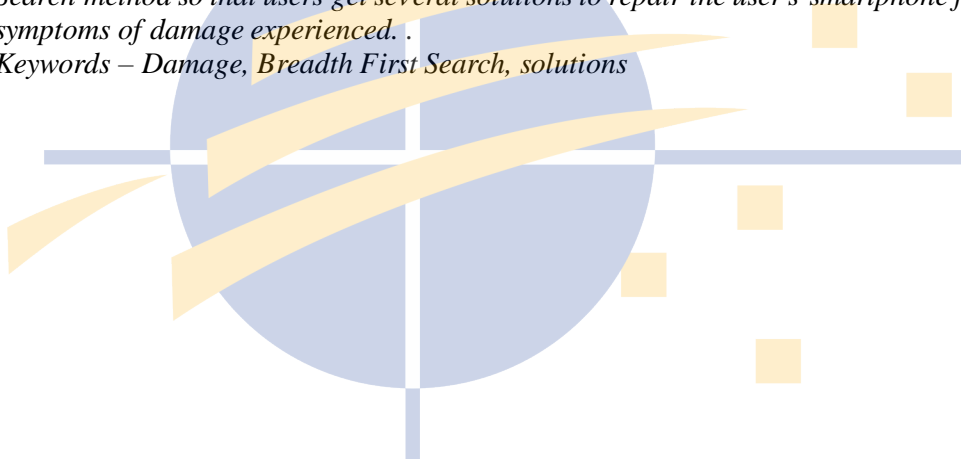 Search method so that users get several solutions to repair the user's smartphone
symptoms of damage experienced. .
Keywords – Damage, Breadth First Search, solutions